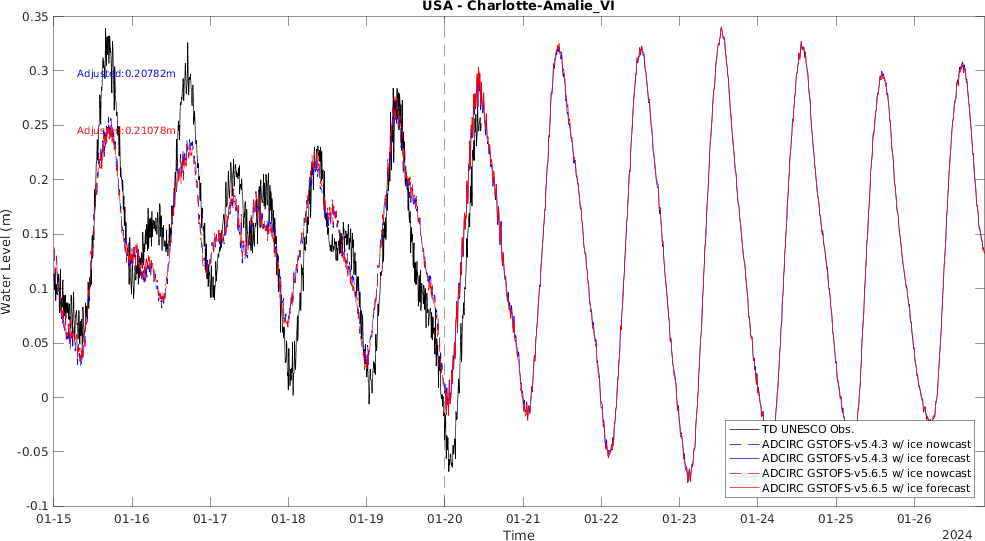 USA - Charlotte-Amalie_VI
0.35
0.3
0.25
0.2
0.15
0.1
0.05
0
-0.05
-0.1
Water Level (m)
Adjusted:0.20782m
Adjusted:0.21078m
TD UNESCO Obs.
ADCIRC GSTOFS-v5.4.3 w/ ice nowcast
ADCIRC GSTOFS-v5.4.3 w/ ice forecast
ADCIRC GSTOFS-v5.6.5 w/ ice nowcast
ADCIRC GSTOFS-v5.6.5 w/ ice forecast
01-15 01-16 01-17 01-18 01-19 01-20 01-21 01-22 01-23 01-24 01-25 01-26
Time
2024